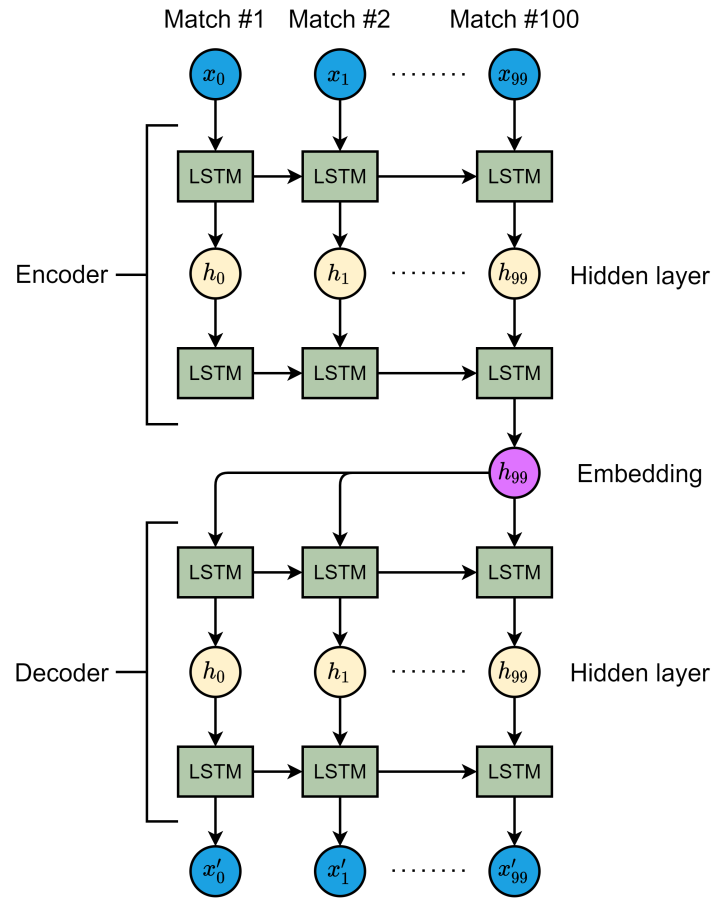 Match #1 Match #2 Match #100
x₀ x₁ ........ x₉₉
LSTM LSTM LSTM
Encoder h₀ h₁ ........ h₉₉ Hidden layer
LSTM LSTM LSTM
h₉₉ Embedding
LSTM LSTM LSTM
Decoder h₀ h₁ ........ h₉₉ Hidden layer
LSTM LSTM LSTM
x′₀ x′₁ ........ x′₉₉